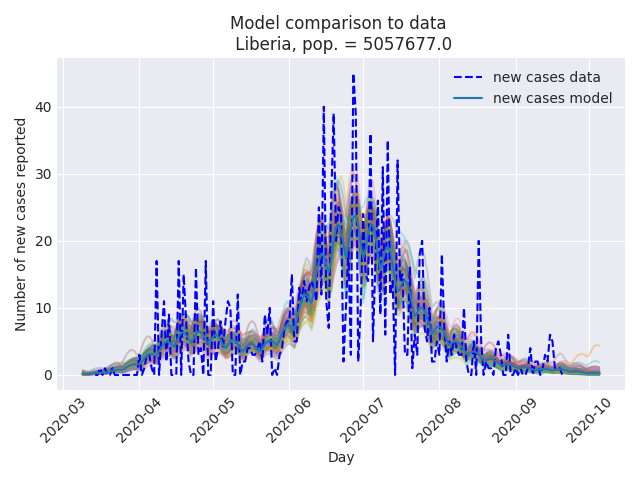 Model comparison to data
Liberia, pop. = 5057677.0
new cases data
new cases model
Number of new cases reported
40
30
20
10
0
2020-03
2020-04
2020-05
2020-06
2020-07
2020-08
2020-09
2020-10
Day